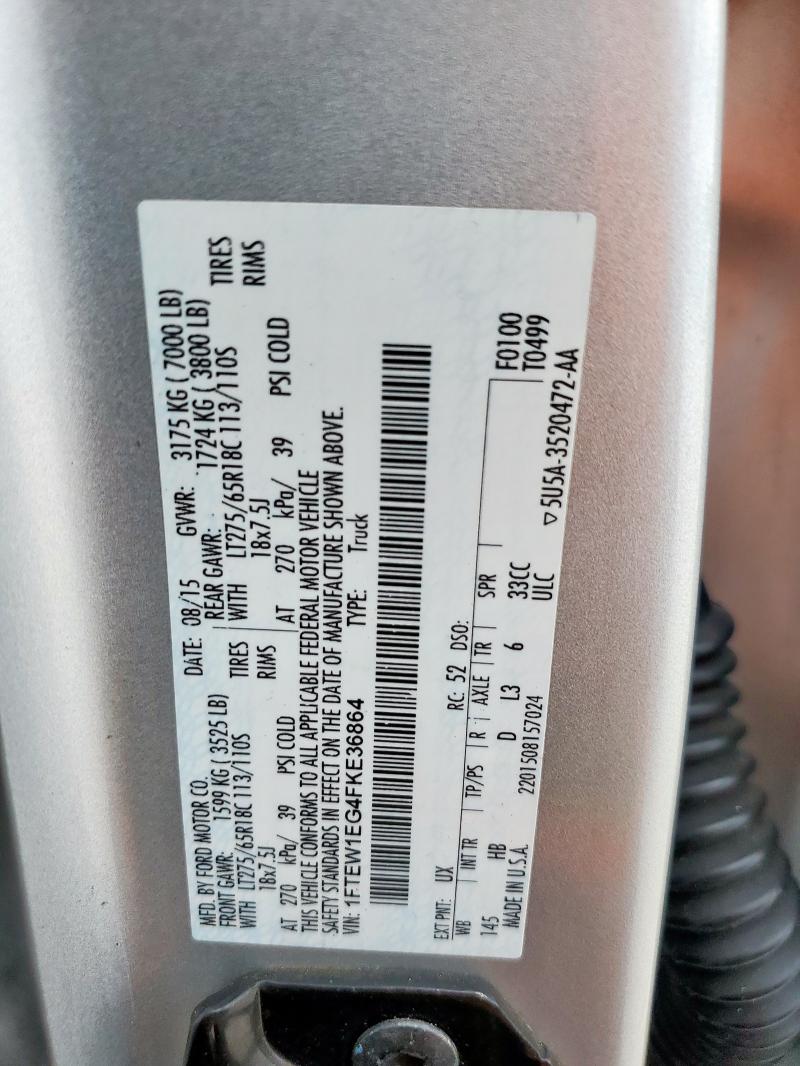 MFD. BY FORD MOTOR CO. DATE: 08/15 GVWR: 3175 KG ( 7000 LB)
FRONT GAWR: 1599 KG ( 3525 LB) REAR GAWR: 1724 KG ( 3800 LB)
WITH LT275/65R18C 113/110S TIRES WITH LT275/65R18C 113/110S TIRES
18x7.5J RIMS 18x7.5J RIMS
AT 270 kPa/ 39 PSI COLD AT 270 kPa/ 39 PSI COLD
THIS VEHICLE CONFORMS TO ALL APPLICABLE FEDERAL MOTOR VEHICLE
SAFETY STANDARDS IN EFFECT ON THE DATE OF MANUFACTURE SHOWN ABOVE.
VIN: 1FTEW1EG4FKE36864 TYPE: Truck
EXT PNT: UX RC: 52 DSO:
WB INT TR TP/PS R AXLE TR SPR F0100
145 HB D L3 6 33CC T0499
MADE IN U.S.A. 2201508157024 ULC ▽5U5A-3520472-AA